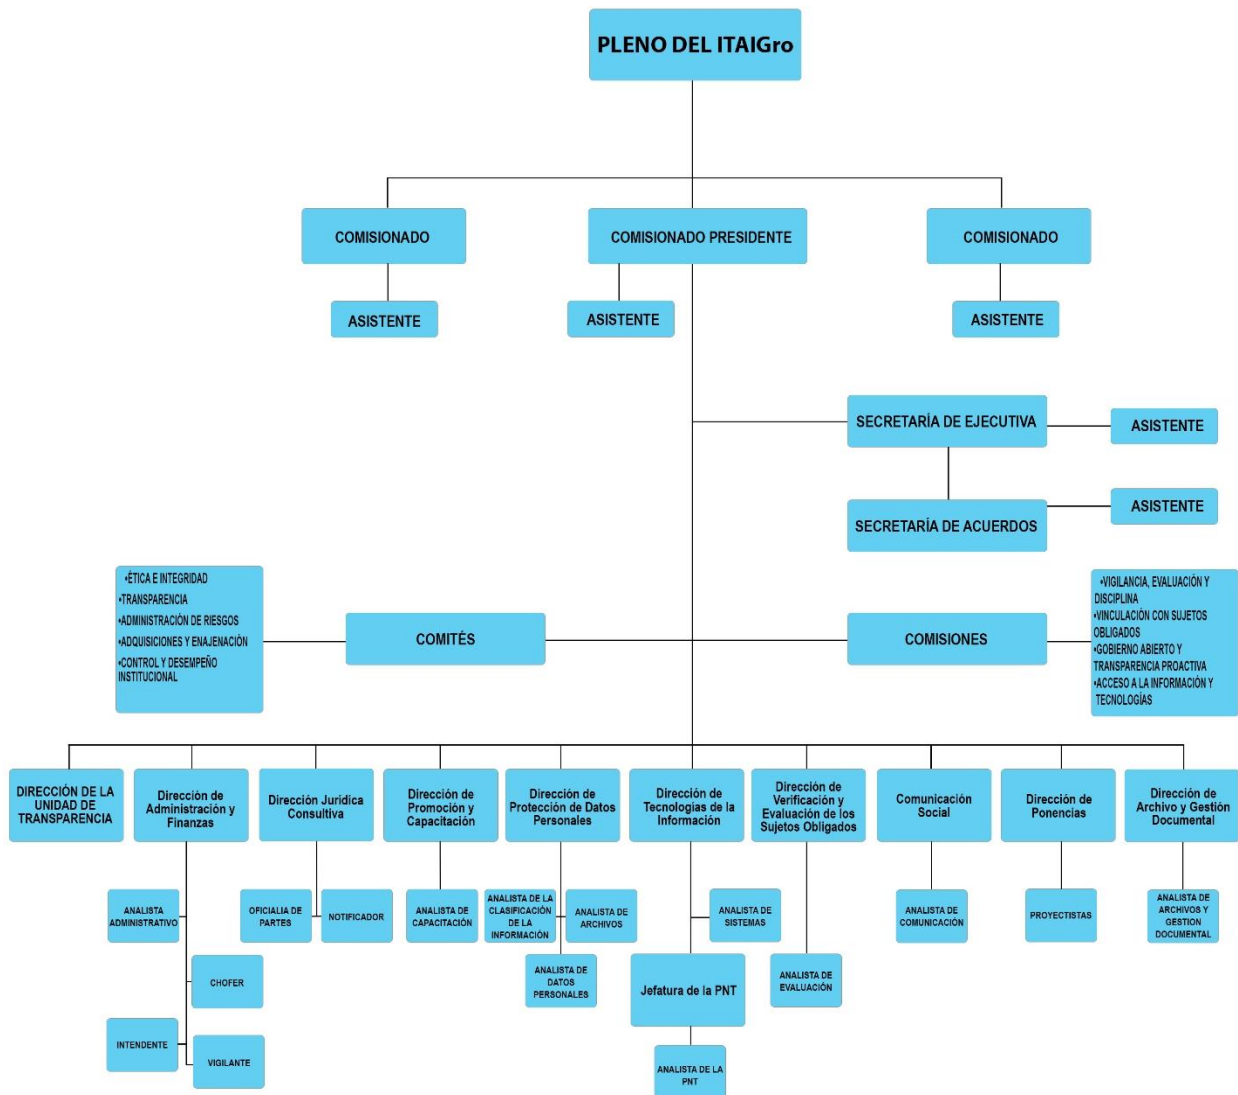 PLENO DEL ITAIGro
COMISIONADO
COMISIONADO PRESIDENTE
COMISIONADO
ASISTENTE
ASISTENTE
ASISTENTE
SECRETARÍA DE EJECUTIVA
ASISTENTE
SECRETARÍA DE ACUERDOS
ASISTENTE
•ÉTICA E INTEGRIDAD
•TRANSPARENCIA
•ADMINISTRACIÓN DE RIESGOS
•ADQUISICIONES Y ENAJENACIÓN
•CONTROL Y DESEMPEÑO
INSTITUCIONAL
COMITÉS
COMISIONES
•VIGILANCIA, EVALUACIÓN Y
DISCIPLINA
•VINCULACIÓN CON SUJETOS
OBLIGADOS
•GOBIERNO ABIERTO Y
TRANSPARENCIA PROACTIVA
•ACCESO A LA INFORMACIÓN Y
TECNOLOGÍAS
DIRECCIÓN DE LA
UNIDAD DE
TRANSPARENCIA
Dirección de
Administración y
Finanzas
Dirección Jurídica
Consultiva
Dirección de
Promoción y
Capacitación
Dirección de
Protección de Datos
Personales
Dirección de
Tecnologías de la
Información
Dirección de
Verificación y
Evaluación de los
Sujetos Obligados
Comunicación
Social
Dirección de
Ponencias
Dirección de
Archivo y Gestión
Documental
ANALISTA
ADMINISTRATIVO
OFICIALIA DE
PARTES
NOTIFICADOR
ANALISTA DE
CAPACITACIÓN
ANALISTA DE LA
CLASIFICACIÓN
DE LA
INFORMACIÓN
ANALISTA DE
ARCHIVOS
ANALISTA DE
SISTEMAS
ANALISTA DE
COMUNICACIÓN
PROYECTISTAS
ANALISTA DE
ARCHIVOS Y
GESTION
DOCUMENTAL
CHOFER
ANALISTA DE
DATOS
PERSONALES
Jefatura de la PNT
ANALISTA DE
EVALUACIÓN
INTENDENTE
VIGILANTE
ANALISTA DE LA
PNT